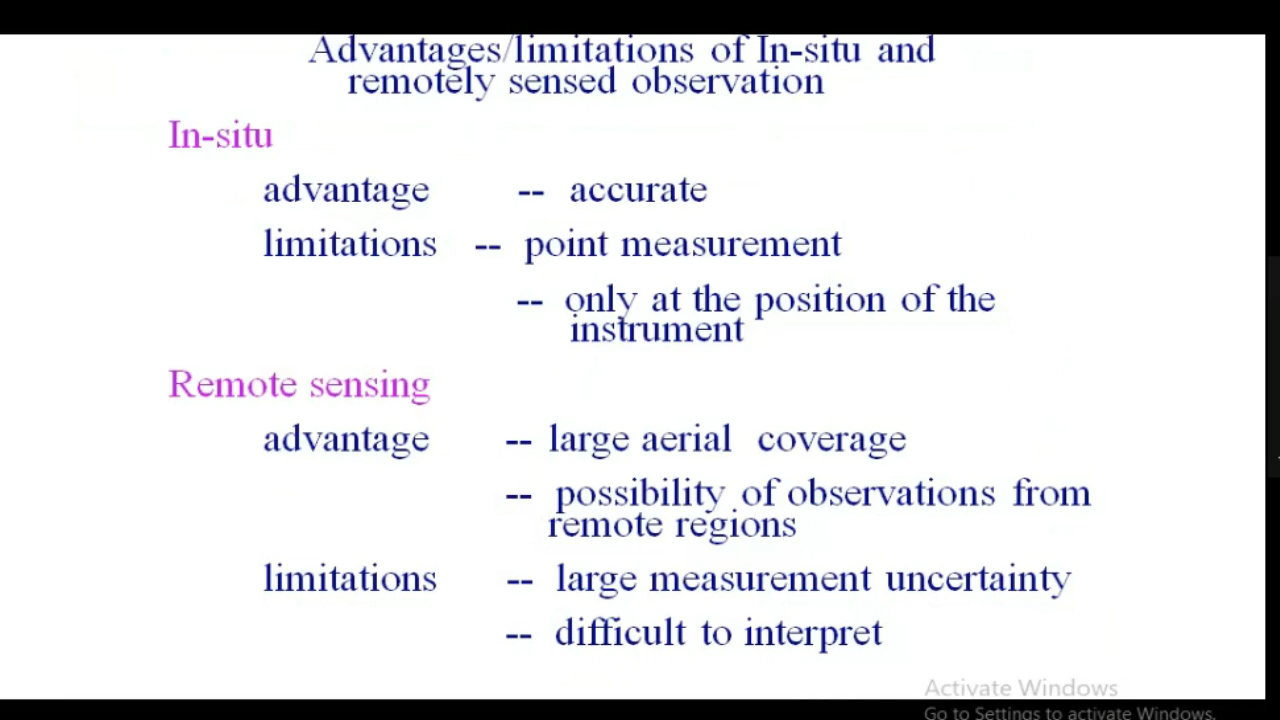 Advantages/limitations of In-situ and
remotely sensed observation
In-situ
advantage -- accurate
limitations -- point measurement
-- only at the position of the
instrument
Remote sensing
advantage -- large aerial coverage
-- possibility of observations from
remote regions
limitations -- large measurement uncertainty
-- difficult to interpret
Activate Windows
Go to Settings to activate Windows.